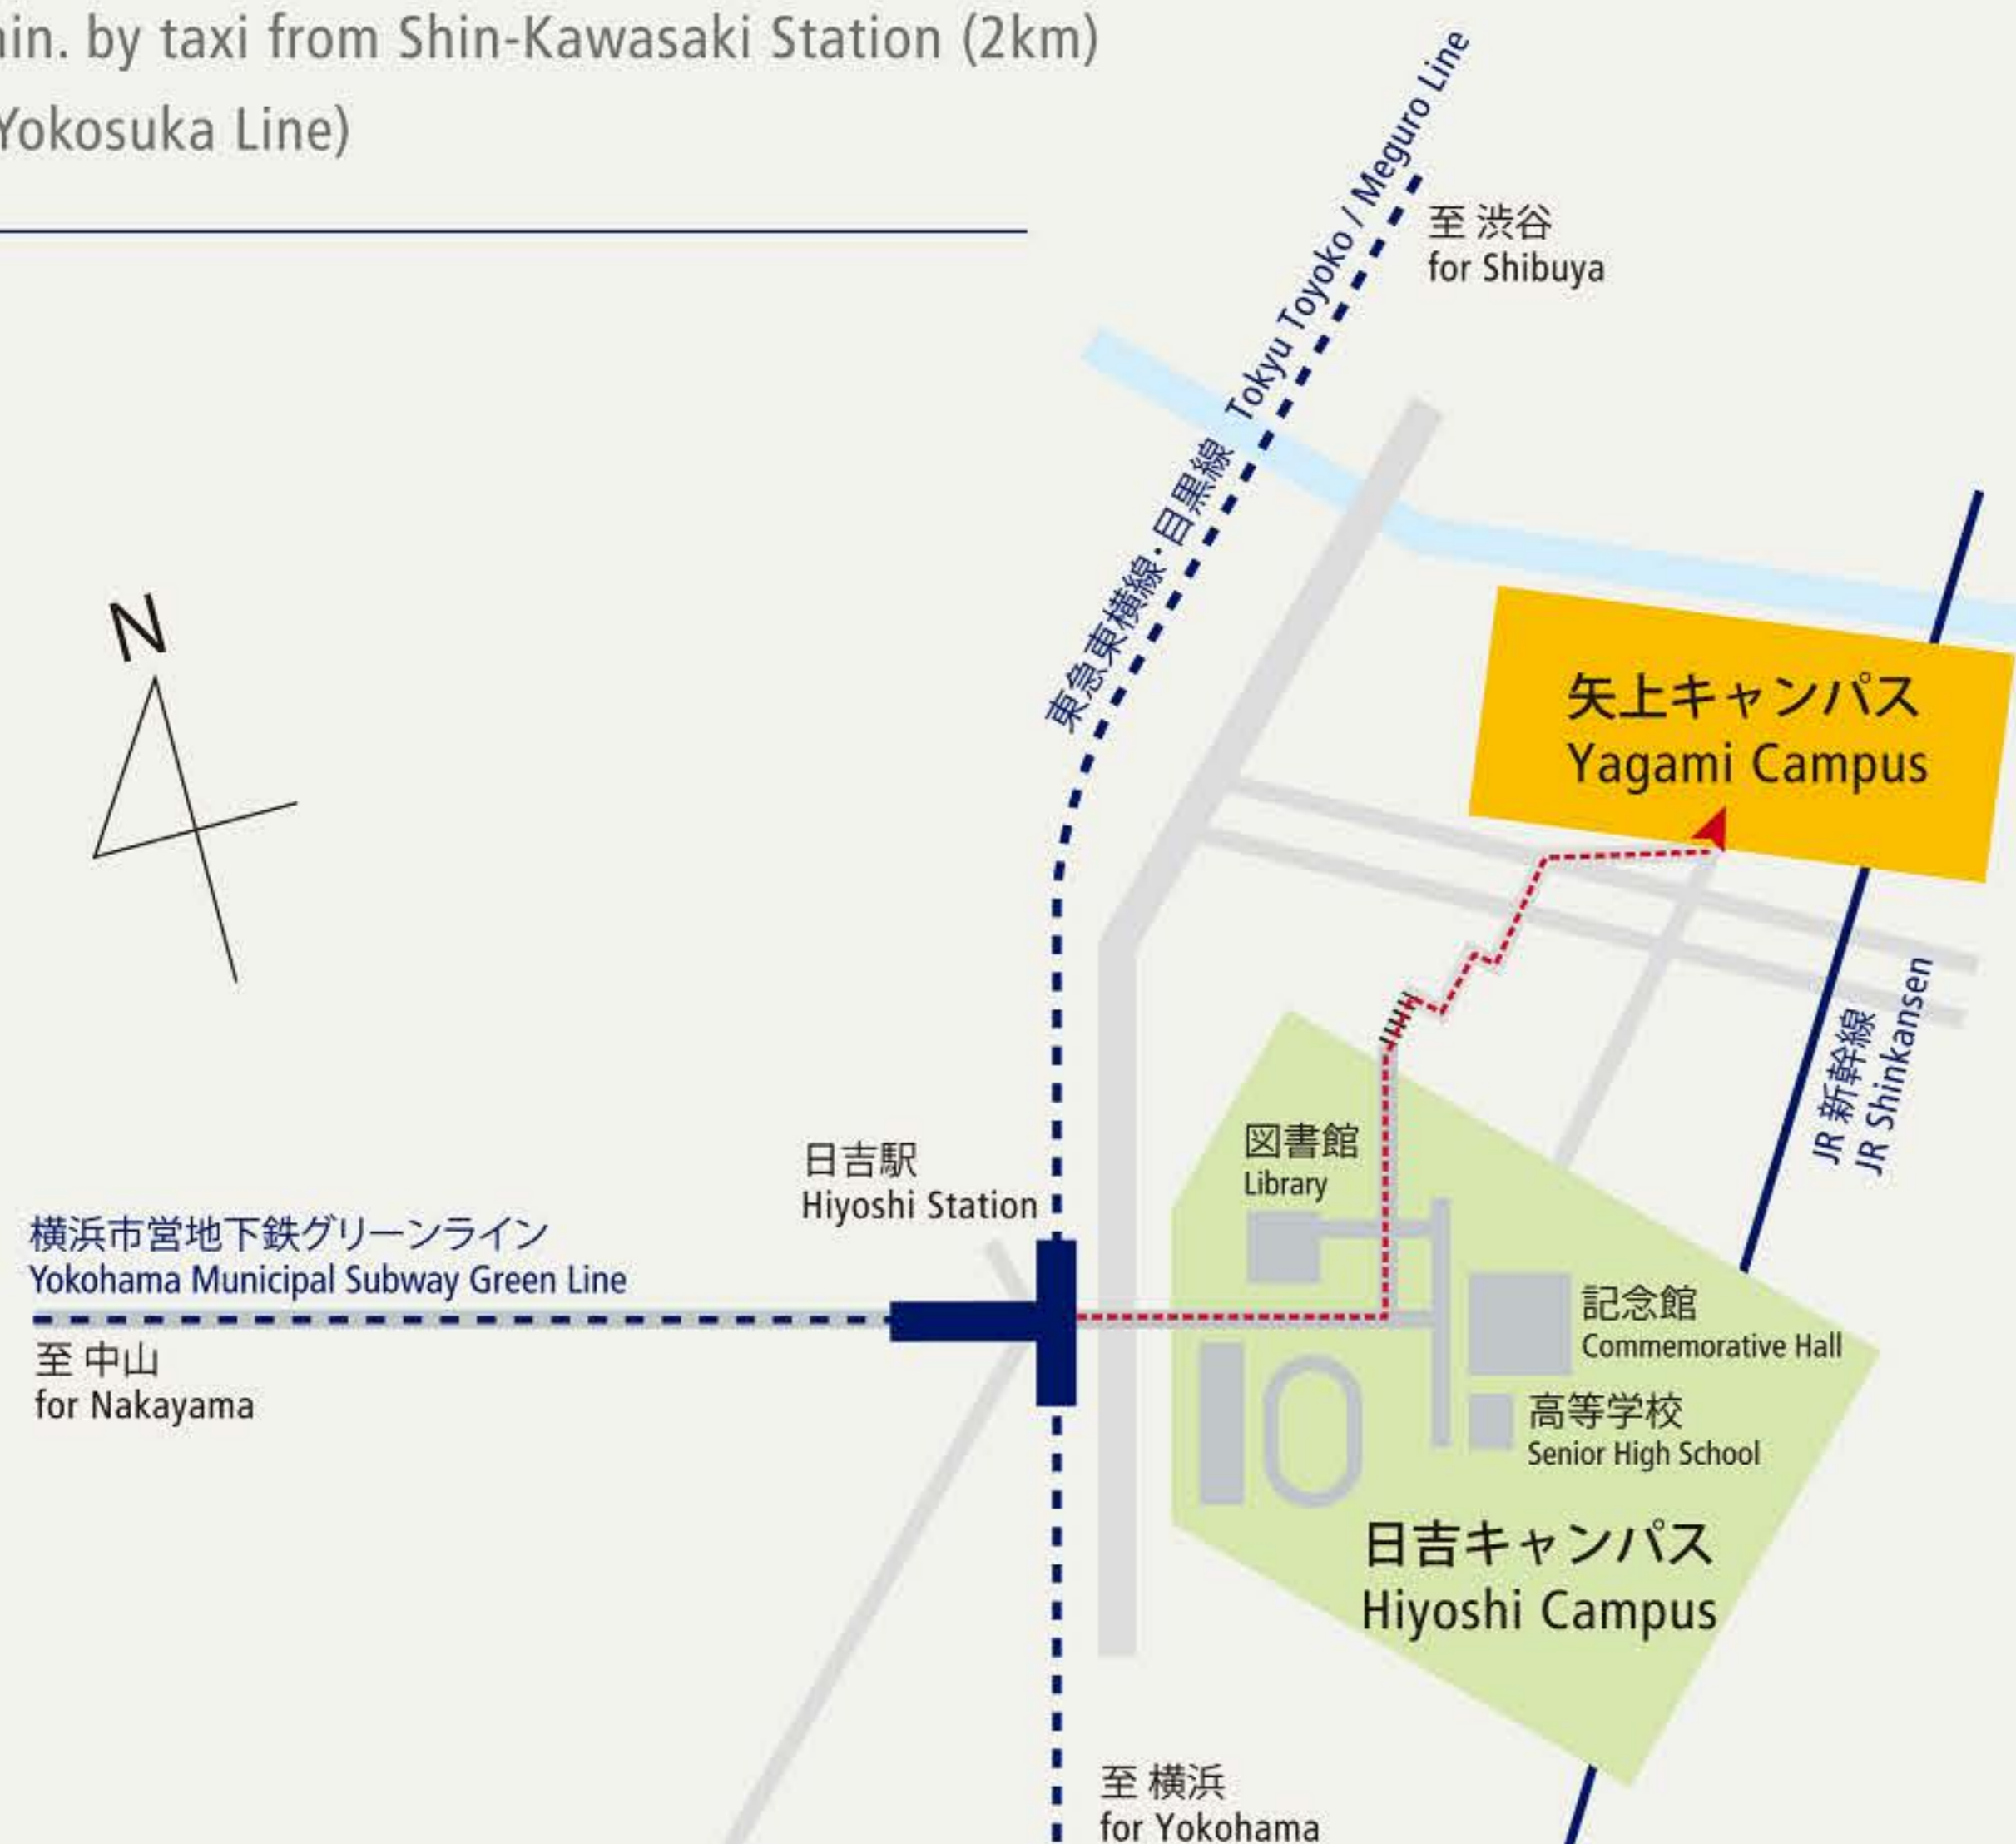 by taxi from Shin-Kawasaki Station (2km)
Yokosuka Line)
東急東横線・目黒線 Tokyu Toyoko / Meguro Line
至 渋谷
for Shibuya
N
矢上キャンパス
Yagami Campus
JR 新幹線
JR Shinkansen
日吉駅
Hiyoshi Station
図書館
Library
横浜市営地下鉄グリーンライン
Yokohama Municipal Subway Green Line
至 中山
for Nakayama
記念館
Commemorative Hall
高等学校
Senior High School
日吉キャンパス
Hiyoshi Campus
至 横浜
for Yokohama